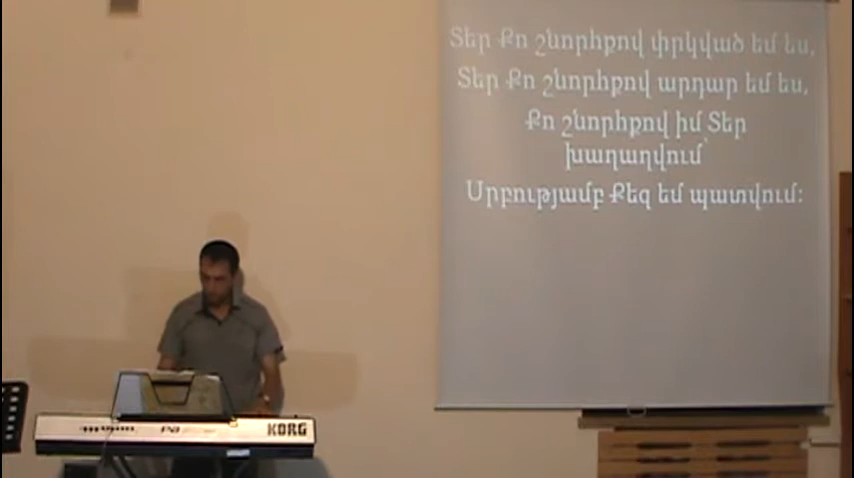 Տեր Քո շնորհքով փրկված եմ ես,
Տեր Քո շնորհքով արդար եմ ես,
Քո շնորհքով իմ Տեր
խաղաղվում՝
Սրբությամբ Քեզ եմ պատվում:
Pa
KORG